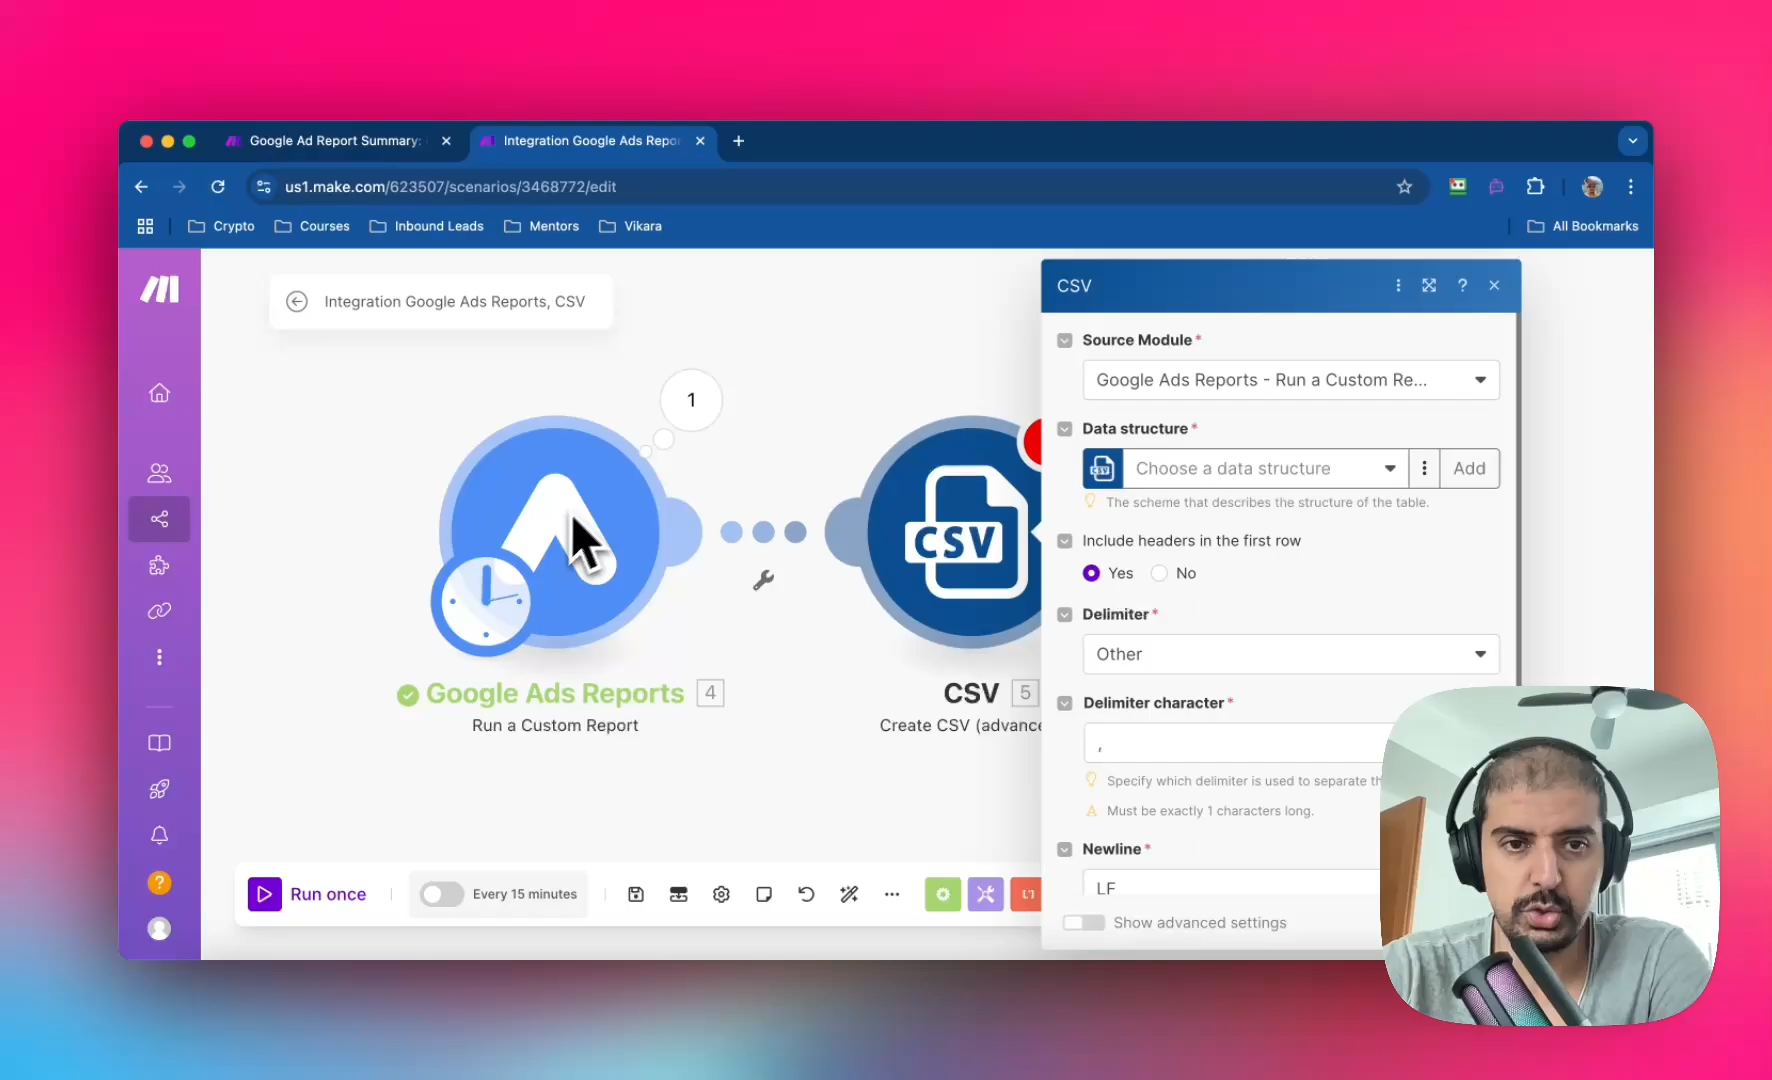 Google Ad Report Summary:
Integration Google Ads Repor
us1.make.com/623507/scenarios/3468772/edit
Crypto
Courses
Inbound Leads
Mentors
Vikara
All Bookmarks
Integration Google Ads Reports, CSV
1
Google Ads Reports 4
Run a Custom Report
CSV
CSV 5
Create CSV (advance
CSV
Source Module *
Google Ads Reports - Run a Custom Re...
Data structure *
CSV
Choose a data structure
Add
The scheme that describes the structure of the table.
Include headers in the first row
Yes
No
Delimiter *
Other
Delimiter character *
,
Specify which delimiter is used to separate th
Must be exactly 1 characters long.
Newline *
LF
Show advanced settings
Run once
Every 15 minutes